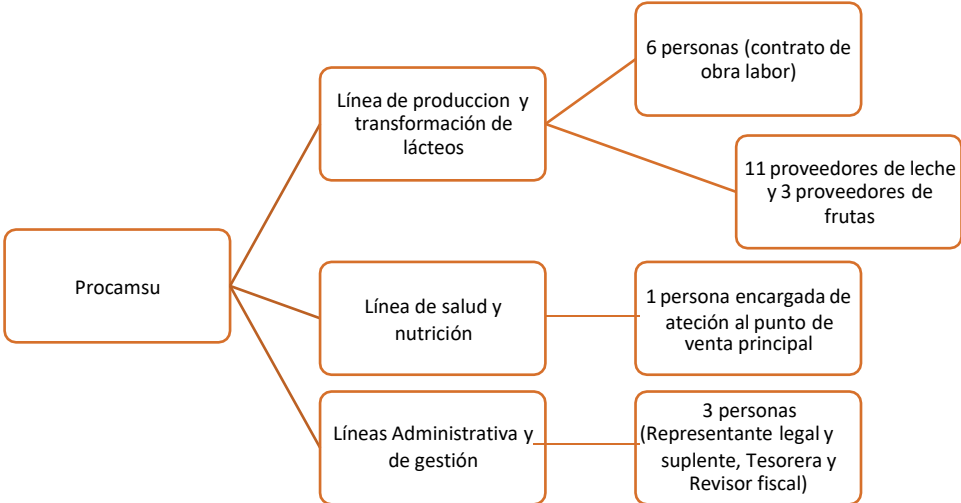 Procamsu
Línea de produccion y
transformación de
lácteos
6 personas (contrato de
obra labor)
11 proveedores de leche
y 3 proveedores de
frutas
Línea de salud y
nutrición
1 persona encargada de
ateción al punto de
venta principal
Líneas Administrativa y
de gestión
3 personas
(Representante legal y
suplente, Tesorera y
Revisor fiscal)